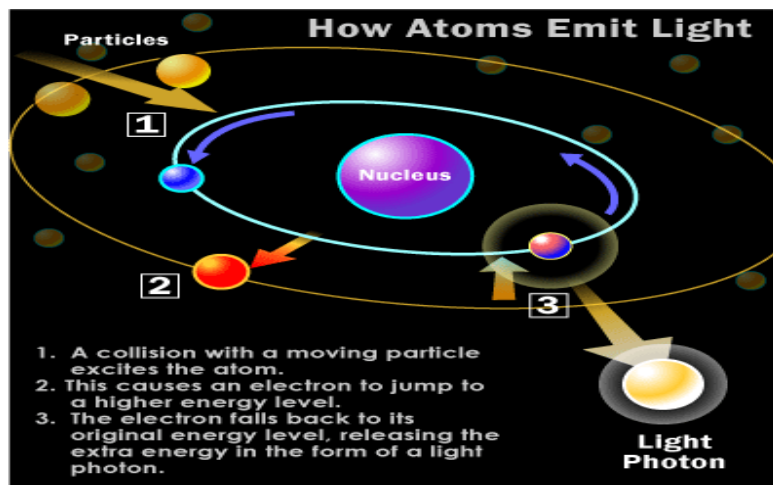 How Atoms Emit Light
Particles
1
Nucleus
2
3
1. A collision with a moving particle
excites the atom.
2. This causes an electron to jump to
a higher energy level.
3. The electron falls back to its
original energy level, releasing the
extra energy in the form of a light
photon.
Light
Photon